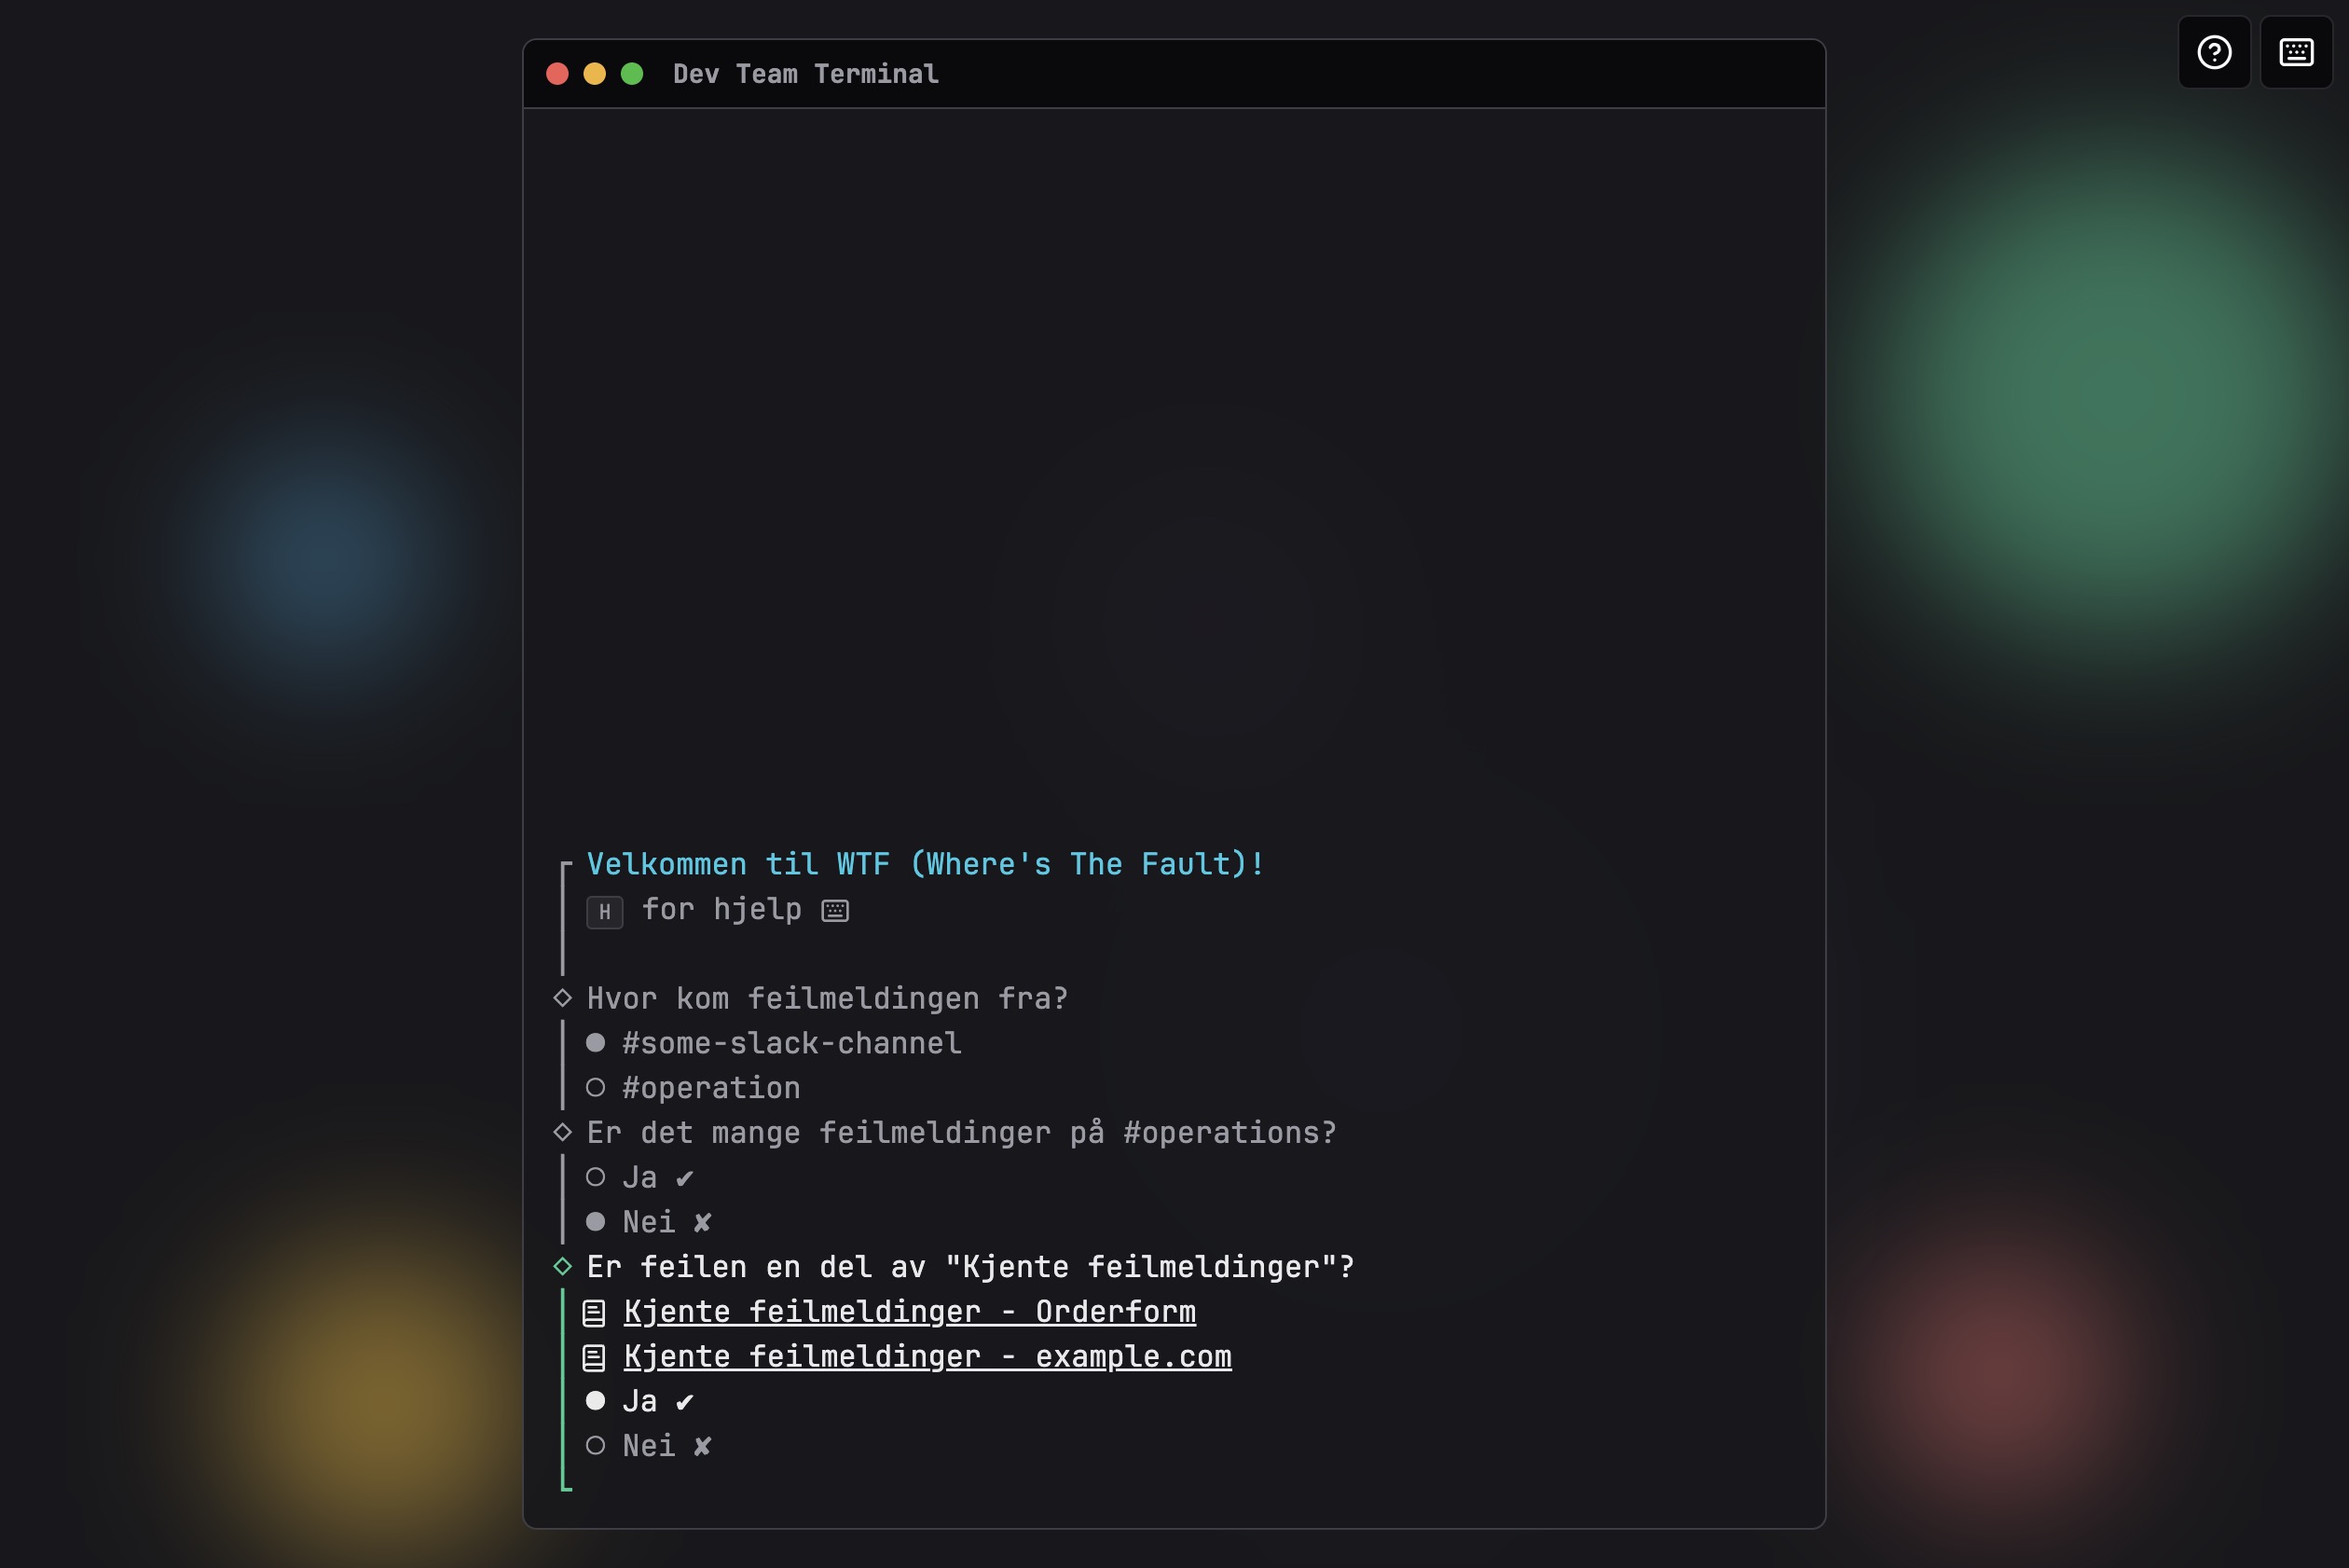 Dev Team Terminal
Velkommen til WTF (Where's The Fault)!
H for hjelp
Hvor kom feilmeldingen fra?
#some-slack-channel
#operation
Er det mange feilmeldinger på #operations?
Ja ✔
Nei ✘
Er feilen en del av "Kjente feilmeldinger"?
Kjente feilmeldinger - Orderform
Kjente feilmeldinger - example.com
Ja ✔
Nei ✘